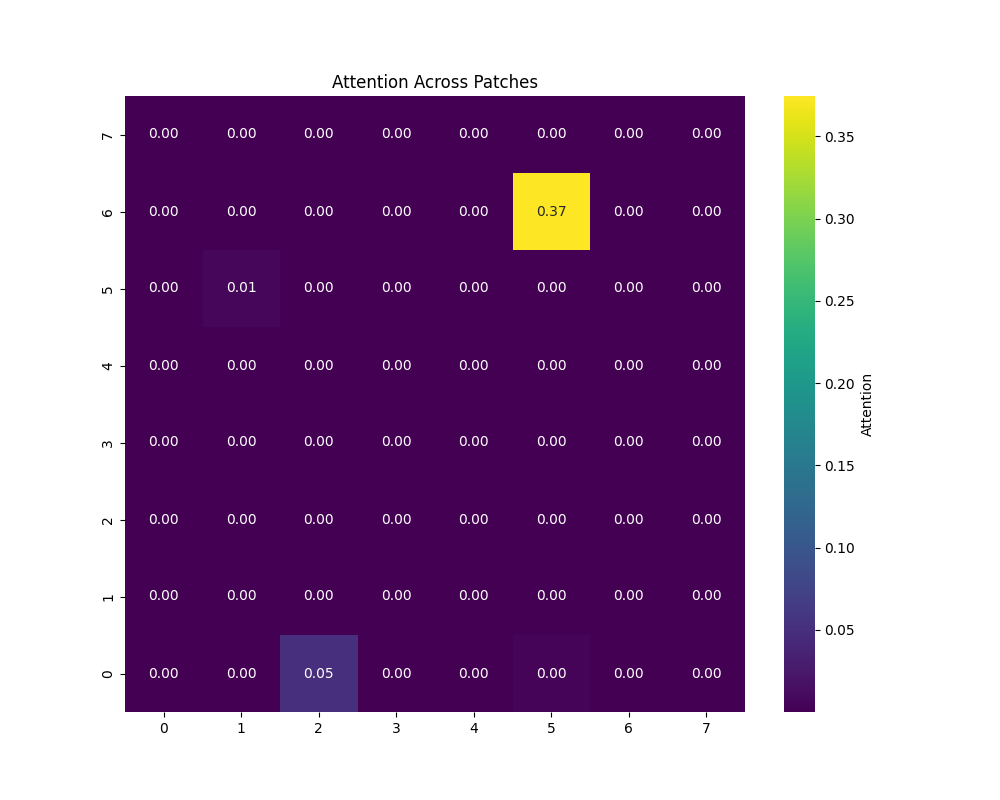 Attention Across Patches
7 0.00 0.00 0.00 0.00 0.00 0.00 0.00 0.00
6 0.00 0.00 0.00 0.00 0.00 0.37 0.00 0.00
5 0.00 0.01 0.00 0.00 0.00 0.00 0.00 0.00
4 0.00 0.00 0.00 0.00 0.00 0.00 0.00 0.00
3 0.00 0.00 0.00 0.00 0.00 0.00 0.00 0.00
2 0.00 0.00 0.00 0.00 0.00 0.00 0.00 0.00
1 0.00 0.00 0.00 0.00 0.00 0.00 0.00 0.00
0 0.00 0.00 0.05 0.00 0.00 0.00 0.00 0.00
0 1 2 3 4 5 6 7
0.35
0.30
0.25
0.20
0.15
0.10
0.05
Attention